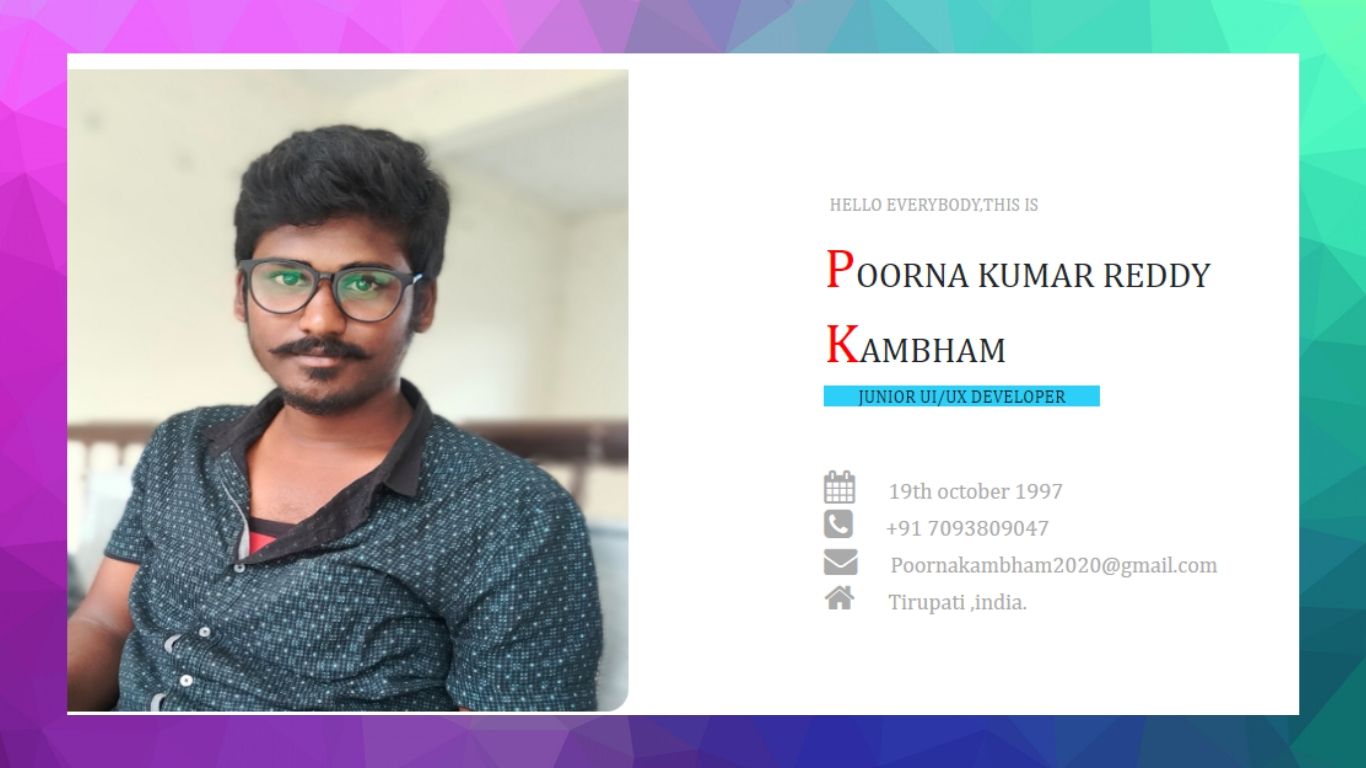 HELLO EVERYBODY,THIS IS
POORNA KUMAR REDDY
KAMBHAM
JUNIOR UI/UX DEVELOPER
19th october 1997
+91 7093809047
Poornakambham2020@gmail.com
Tirupati ,india.